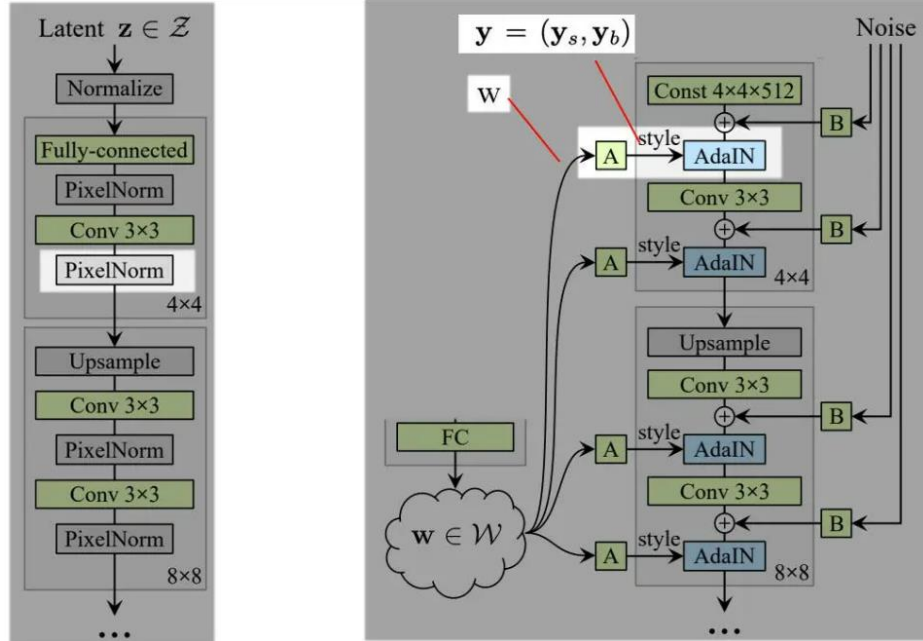 Latent z ∈ Z
Normalize
Fully-connected
PixelNorm
Conv 3×3
PixelNorm
4×4
Upsample
Conv 3×3
PixelNorm
Conv 3×3
PixelNorm
8×8
...
y = (y_s, y_b)
Noise
W
Const 4×4×512
B
A
style
AdaIN
Conv 3×3
B
A
style
AdaIN
4×4
Upsample
Conv 3×3
B
FC
A
style
AdaIN
Conv 3×3
w ∈ W
B
A
style
AdaIN
8×8
...